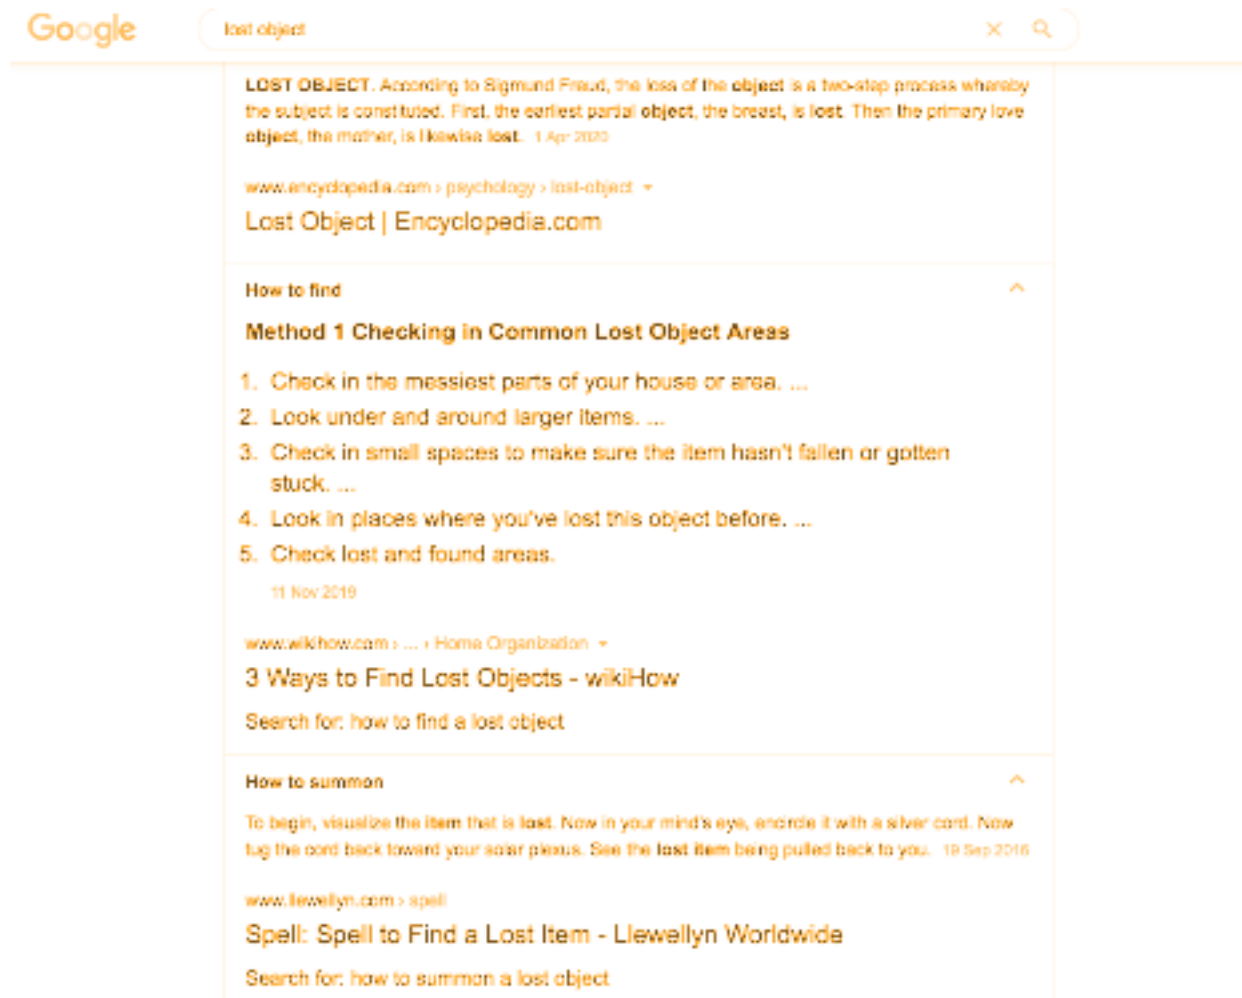 Google
lost object
LOST OBJECT. According to Sigmund Freud, the loss of the object is a two-step process whereby
the subject is constituted. First, the earliest partial object, the breast, is lost. Then the primary love
object, the mother, is likewise lost. 1 Apr 2020
www.encyclopedia.com › psychology › lost-object
Lost Object | Encyclopedia.com
How to find
Method 1 Checking in Common Lost Object Areas
1. Check in the messiest parts of your house or area. ...
2. Look under and around larger items. ...
3. Check in small spaces to make sure the item hasn't fallen or gotten
stuck. ...
4. Look in places where you've lost this object before. ...
5. Check lost and found areas.
11 Nov 2019
www.wikihow.com › ... › Home Organization
3 Ways to Find Lost Objects - wikiHow
Search for: how to find a lost object
How to summon
To begin, visualize the item that is lost. Now in your mind's eye, encircle it with a silver cord. Now
tug the cord back toward your solar plexus. See the lost item being pulled back to you. 19 Sep 2016
www.llewellyn.com › spell
Spell: Spell to Find a Lost Item - Llewellyn Worldwide
Search for: how to summon a lost object